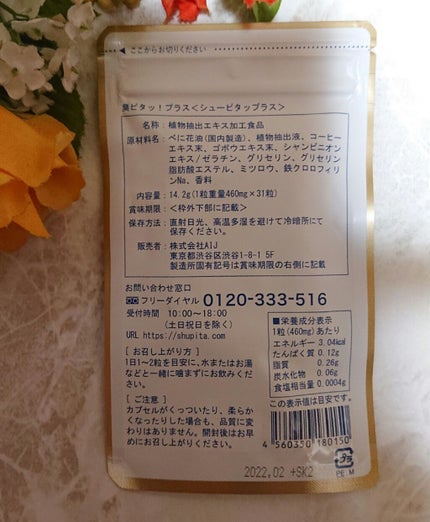 ここからお切りください
臭ピタッ！プラス＜シューピタップラス＞
名称：植物抽出エキス加工食品
原材料名：べに花油(国内製造)、植物抽出液、コーヒー
エキス末、ゴボウエキス末、シャンピニオン
エキス/ゼラチン、グリセリン、グリセリン
脂肪酸エステル、ミツロウ、鉄クロロフィリ
ンNa、香料
内容量：14.2g(1粒重量460mg×31粒)
賞味期限：＜枠外下部に記載＞
保存方法：直射日光、高温多湿を避けて冷暗所にて
保存ください。
販売者：株式会社AIJ
東京都渋谷区渋谷1-8-1 5F
製造所固有記号は賞味期限の右側に記載
お問い合わせ窓口
フリーダイヤル 0120-333-516
受付時間 10:00～18:00
(土日祝日を除く)
URL https://shupita.com/
[ お召し上がり方 ]
1日1～2粒を目安に、水またはお湯
などと一緒に噛まずにお飲みくだ
さい。
[ ご注意 ]
カプセルがくっついたり、柔らか
くなったりした場合も、品質に変
わりはありません。開封後はお早
めにお召し上がりください。
■栄養成分表示
1粒(460mg)あたり
エネルギー 3.04kcal
たんぱく質 0.12g
脂質 0.26g
炭水化物 0.06g
食塩相当量 0.0004g
この表示値は目安です。
4 560350 180150
2022.02 +SK2
プラ
PE.M